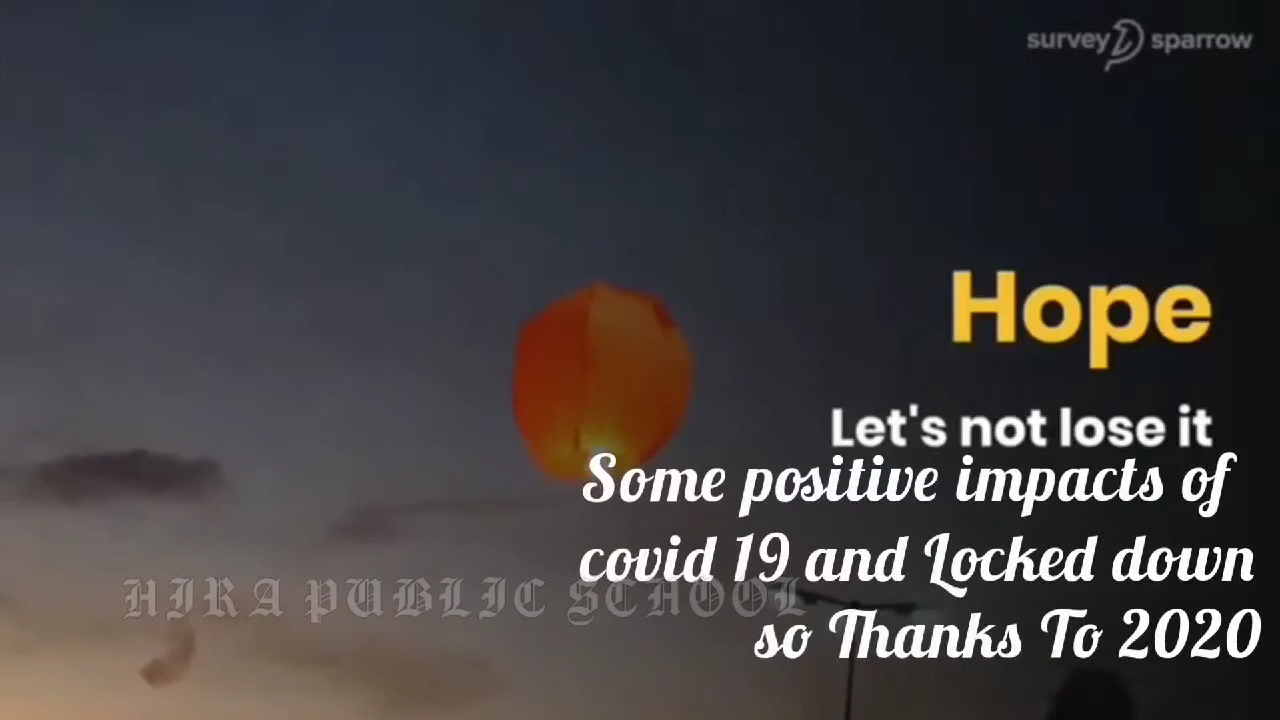 survey sparrow
Hope
Let's not lose it
Some positive impacts of
covid 19 and Locked down
HIRA PUBLIC SCHOOL
so Thanks To 2020